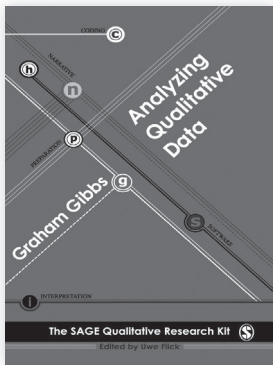 CODING
C
h
NARRATIVE
n
Analyzing
Qualitative
Data
PREPARATION
p
g
Graham Gibbs
S
SOFTWARE
I
INTERPRETATION
The SAGE Qualitative Research Kit
S
Edited by Uwe Flick